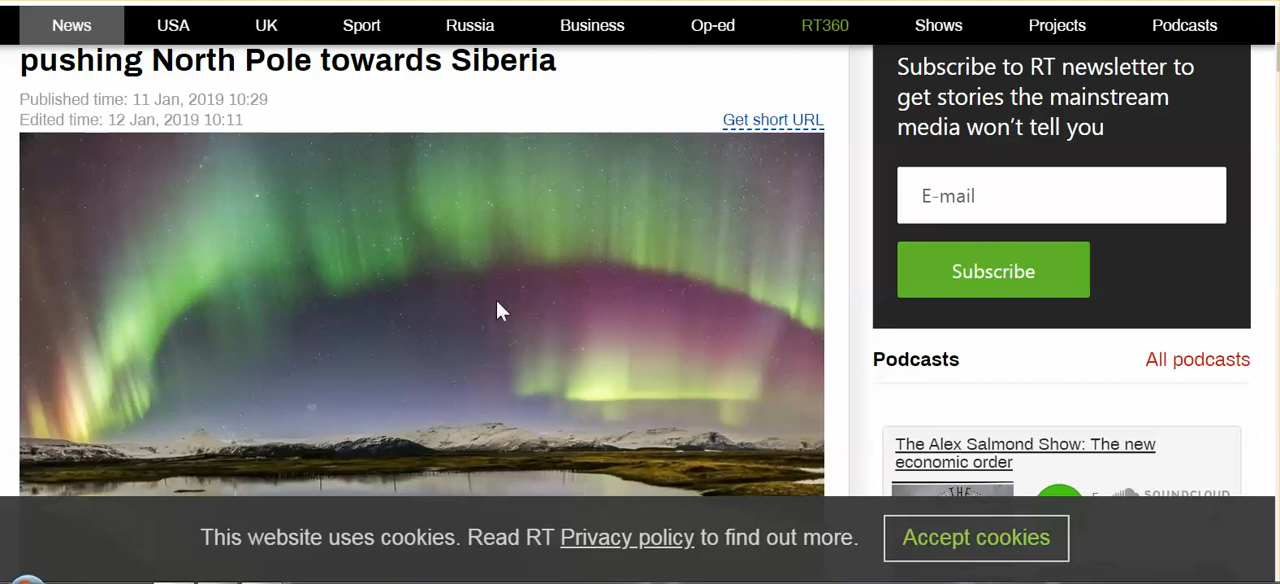 News USA UK Sport Russia Business Op-ed RT360 Shows Projects Podcasts
pushing North Pole towards Siberia
Published time: 11 Jan, 2019 10:29
Edited time: 12 Jan, 2019 10:11
Get short URL
Subscribe to RT newsletter to
get stories the mainstream
media won’t tell you
E-mail
Subscribe
Podcasts
All podcasts
The Alex Salmond Show: The new
economic order
THE
SOUNDCLOUD
This website uses cookies. Read RT Privacy policy to find out more.
Accept cookies